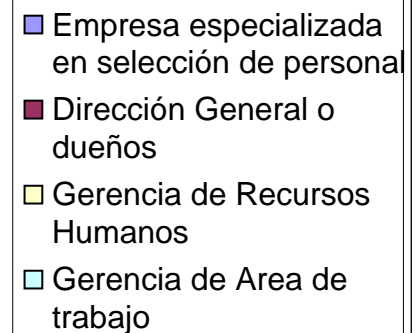 Empresa especializada
en selección de personal
Dirección General o
dueños
Gerencia de Recursos
Humanos
Gerencia de Area de
trabajo